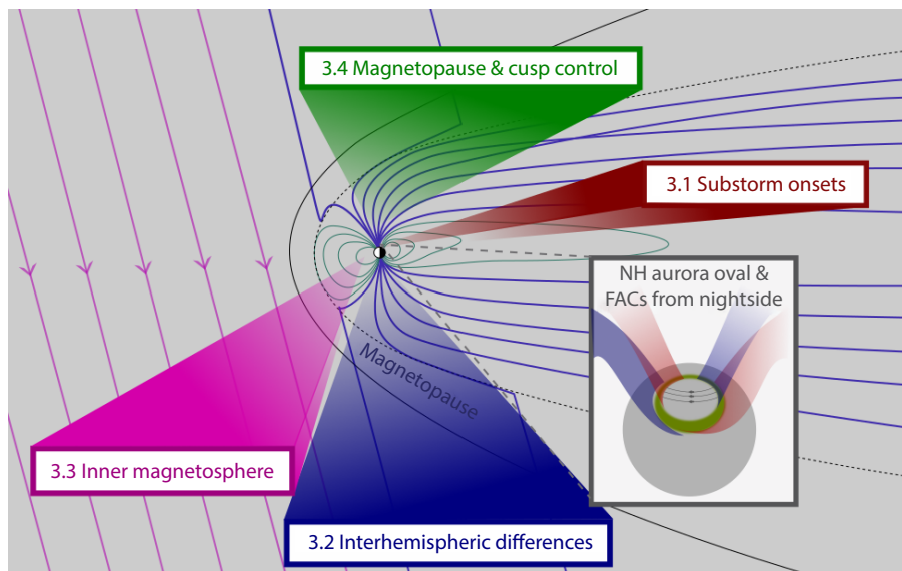 3.4 Magnetopause & cusp control
3.1 Substorm onsets
NH aurora oval &
FACs from nightside
Magnetopause
3.3 Inner magnetosphere
3.2 Interhemispheric differences